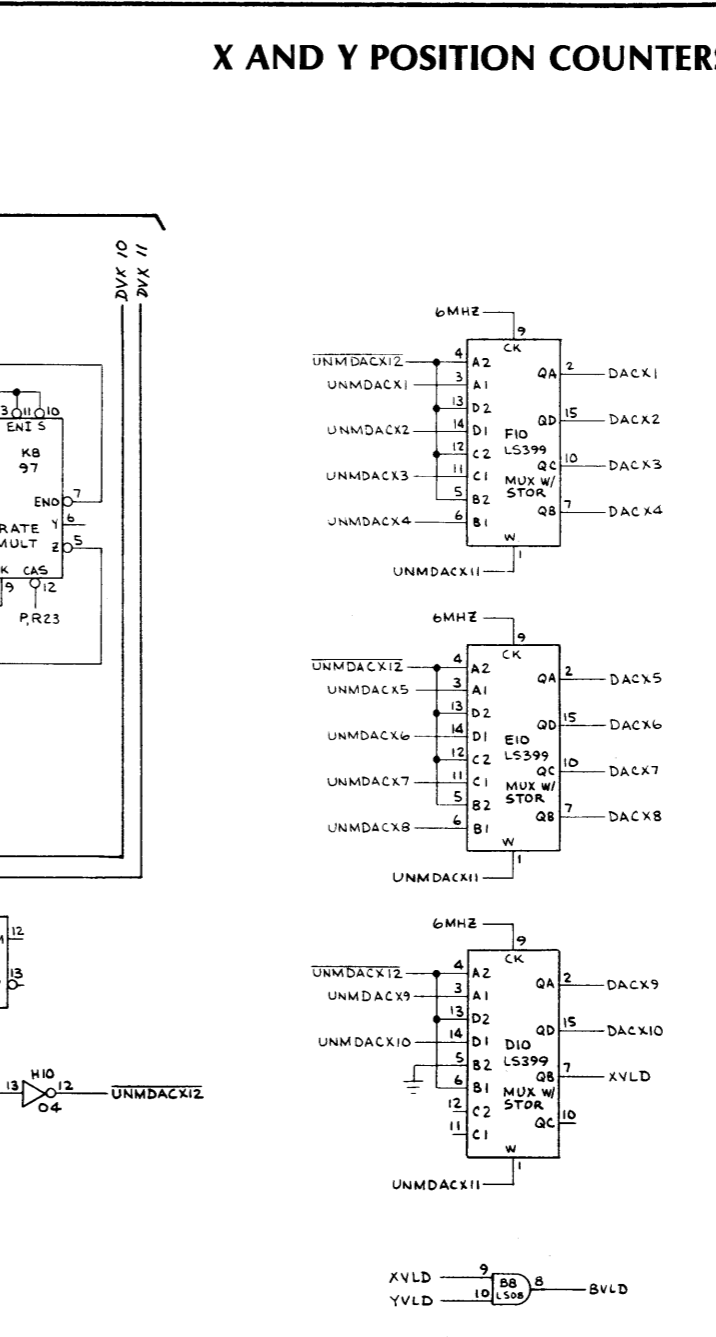 X AND Y POSITION COUNTERS
DVX 10
DVX 11
3 11 10
ENI S
K8
97
ENO 7
Y 6
RATE
MULT
Z 5
K CAS
9 12
P,R23
12
13
H10
13 12 UNMDACX12
04
6MHZ
9
CK
UNMDACX12 4 A2
UNMDACX1 3 A1
13 D2
UNMDACX2 14 D1
12 C2
UNMDACX3 11 C1
5 B2
UNMDACX4 6 B1
F10
LS399
MUX W/
STOR
QA 2 DACX1
QD 15 DACX2
QC 10 DACX3
QB 7 DACX4
W
1
UNMDACX11
6MHZ
9
CK
UNMDACX12 4 A2
UNMDACX5 3 A1
13 D2
UNMDACX6 14 D1
12 C2
UNMDACX7 11 C1
5 B2
UNMDACX8 6 B1
E10
LS399
MUX W/
STOR
QA 2 DACX5
QD 15 DACX6
QC 10 DACX7
QB 7 DACX8
W
1
UNMDACX11
6MHZ
9
CK
UNMDACX12 4 A2
UNMDACX9 3 A1
13 D2
UNMDACX10 14 D1
5 B2
6 B1
12 C2
11 C1
D10
LS399
MUX W/
STOR
QA 2 DACX9
QD 15 DACX10
QB 7 XVLD
QC 10
W
1
UNMDACX11
XVLD 9
YVLD 10
B8
LS08
8 BVLD